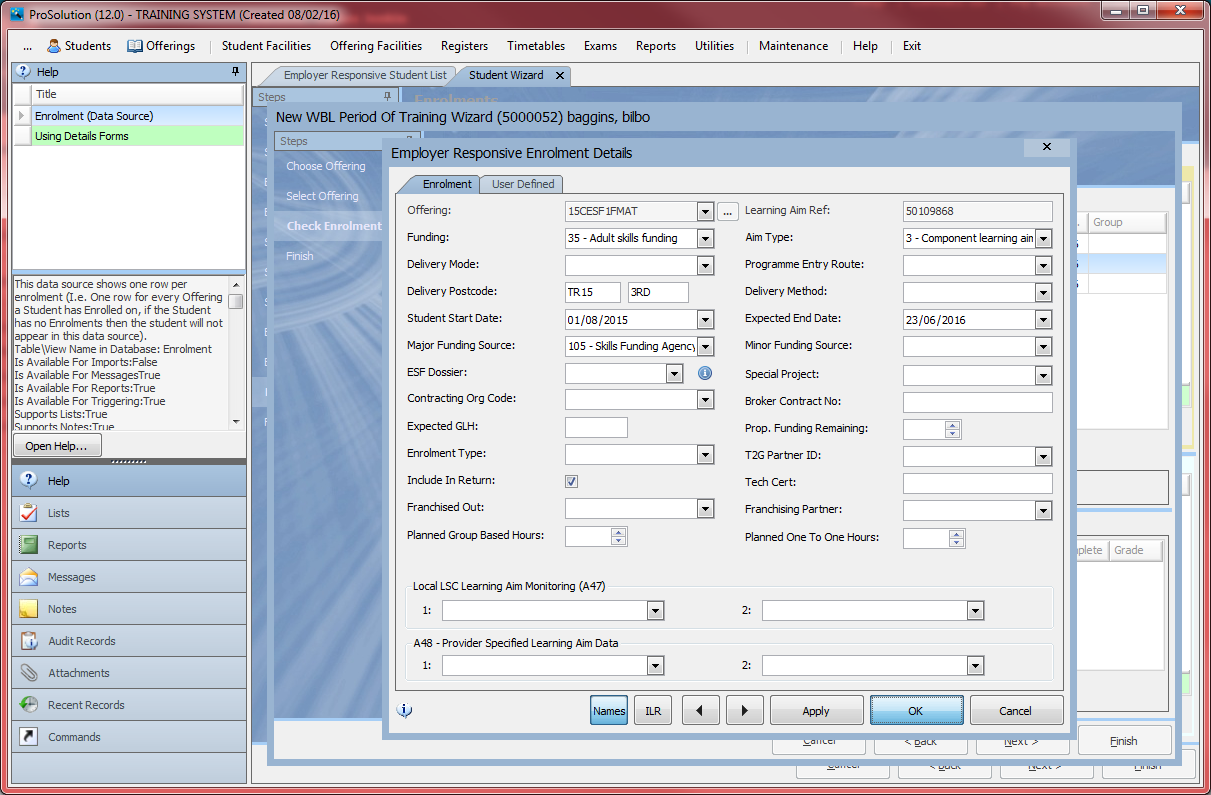 ProSolution (12.0) - TRAINING SYSTEM (Created 08/02/16)
... Students Offerings Student Facilities Offering Facilities Registers Timetables Exams Reports Utilities Maintenance Help Exit
Help
Title
Enrolment (Data Source)
Using Details Forms
This data source shows one row per
enrolment (I.e. One row for every Offering
a Student has Enrolled on, if the Student
has no Enrolments then the student will not
appear in this data source).
Table\View Name in Database: Enrolment
Is Available For Imports:False
Is Available For MessagesTrue
Is Available For Reports:True
Is Available For Triggering:True
Supports Lists:True
Supports Notes:True
Open Help...
Help
Lists
Reports
Messages
Notes
Audit Records
Attachments
Recent Records
Commands
Employer Responsive Student List Student Wizard
Steps
Enrolments
New WBL Period Of Training Wizard (5000052) baggins, bilbo
Steps
Choose Offering
Select Offering
Check Enrolment
Finish
Group
plete Grade
Employer Responsive Enrolment Details
Enrolment User Defined
Offering: 15CESF1FMAT ... Learning Aim Ref: 50109868
Funding: 35 - Adult skills funding Aim Type: 3 - Component learning aim
Delivery Mode: Programme Entry Route:
Delivery Postcode: TR15 3RD Delivery Method:
Student Start Date: 01/08/2015 Expected End Date: 23/06/2016
Major Funding Source: 105 - Skills Funding Agency Minor Funding Source:
ESF Dossier: Special Project:
Contracting Org Code: Broker Contract No:
Expected GLH: Prop. Funding Remaining:
Enrolment Type: T2G Partner ID:
Include In Return: Tech Cert:
Franchised Out: Franchising Partner:
Planned Group Based Hours: Planned One To One Hours:
Local LSC Learning Aim Monitoring (A47)
1: 2:
A48 - Provider Specified Learning Aim Data
1: 2:
Names ILR Apply OK Cancel
Cancel < Back Next > Finish
Cancel < Back Next > Finish